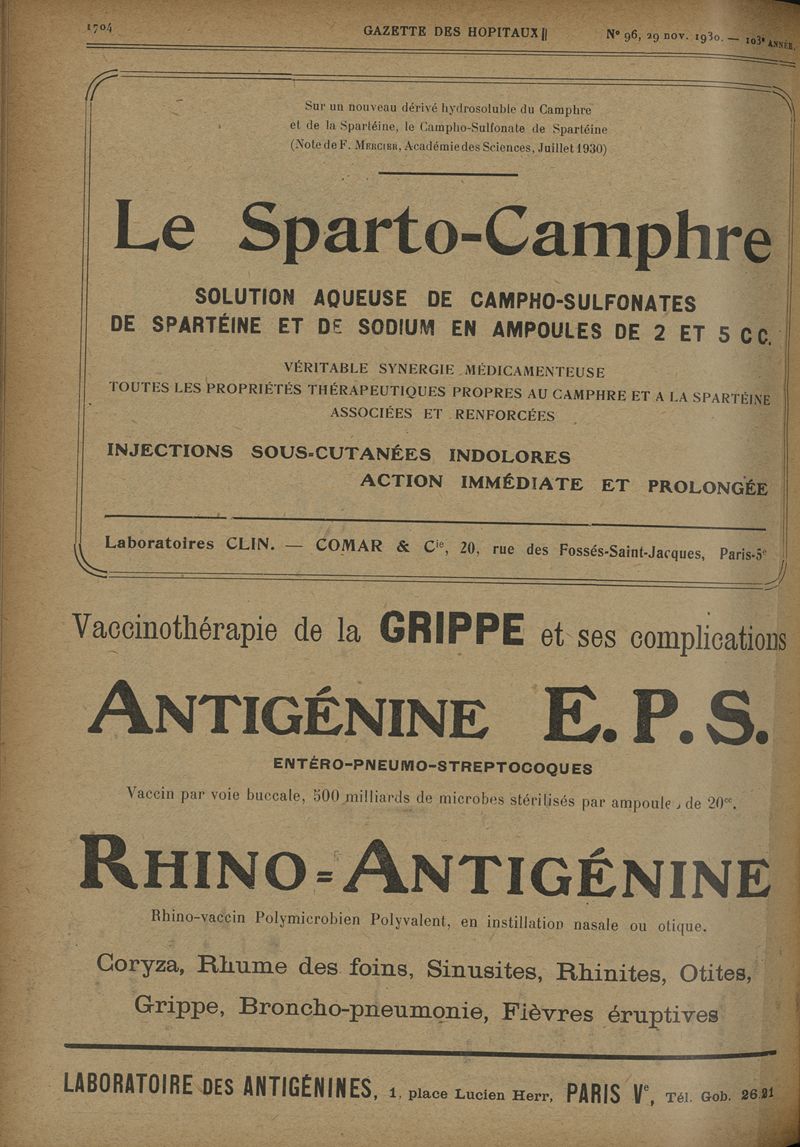 1704
GAZETTE DES HOPITAUX
N° 96, 29 nov. 1930. — 103e ANNÉE.
Sur un nouveau dérivé hydrosoluble du Camphre
et de la Spartéine, le Campho-Sulfonate de Spartéine
(Note de F. MERCIER, Académie des Sciences, Juillet 1930)
Le Sparto-Camphre
SOLUTION AQUEUSE DE CAMPHO-SULFONATES
DE SPARTÉINE ET DE SODIUM EN AMPOULES DE 2 ET 5 CC.
VÉRITABLE SYNERGIE MÉDICAMENTEUSE
TOUTES LES PROPRIÉTÉS THÉRAPEUTIQUES PROPRES AU CAMPHRE ET A LA SPARTÉINE
ASSOCIÉES ET RENFORCÉES
INJECTIONS SOUS-CUTANÉES INDOLORES
ACTION IMMÉDIATE ET PROLONGÉE
Laboratoires CLIN. — COMAR & Cie, 20, rue des Fossés-Saint-Jacques, Paris-5e
Vaccinothérapie de la GRIPPE et ses complications
ANTIGÉNINE E.P.S.
ENTÉRO-PNEUMO-STREPTOCOQUES
Vaccin par voie buccale, 500 milliards de microbes stérilisés par ampoule, de 20cc.
RHINO=ANTIGÉNINE
Rhino-vaccin Polymicrobien Polyvalent, en instillation nasale ou otique.
Coryza, Rhume des foins, Sinusites, Rhinites, Otites,
Grippe, Broncho-pneumonie, Fièvres éruptives
LABORATOIRE DES ANTIGÉNINES, 1, place Lucien Herr, PARIS Ve, Tél. Gob. 26.21